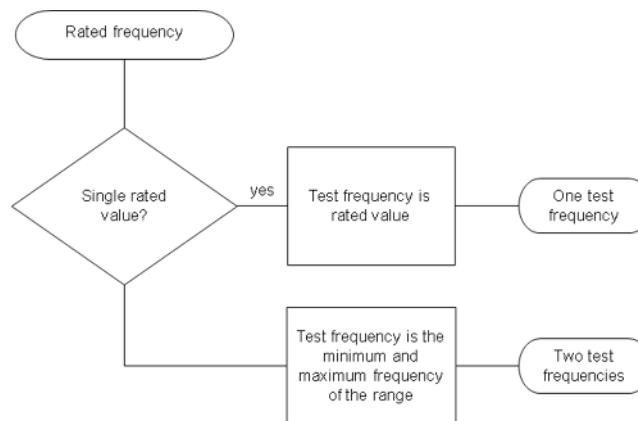 Rated frequency
Single rated
value?
yes
Test frequency is
rated value
One test
frequency
Test frequency is the
minimum and
maximum frequency
of the range
Two test
frequencies